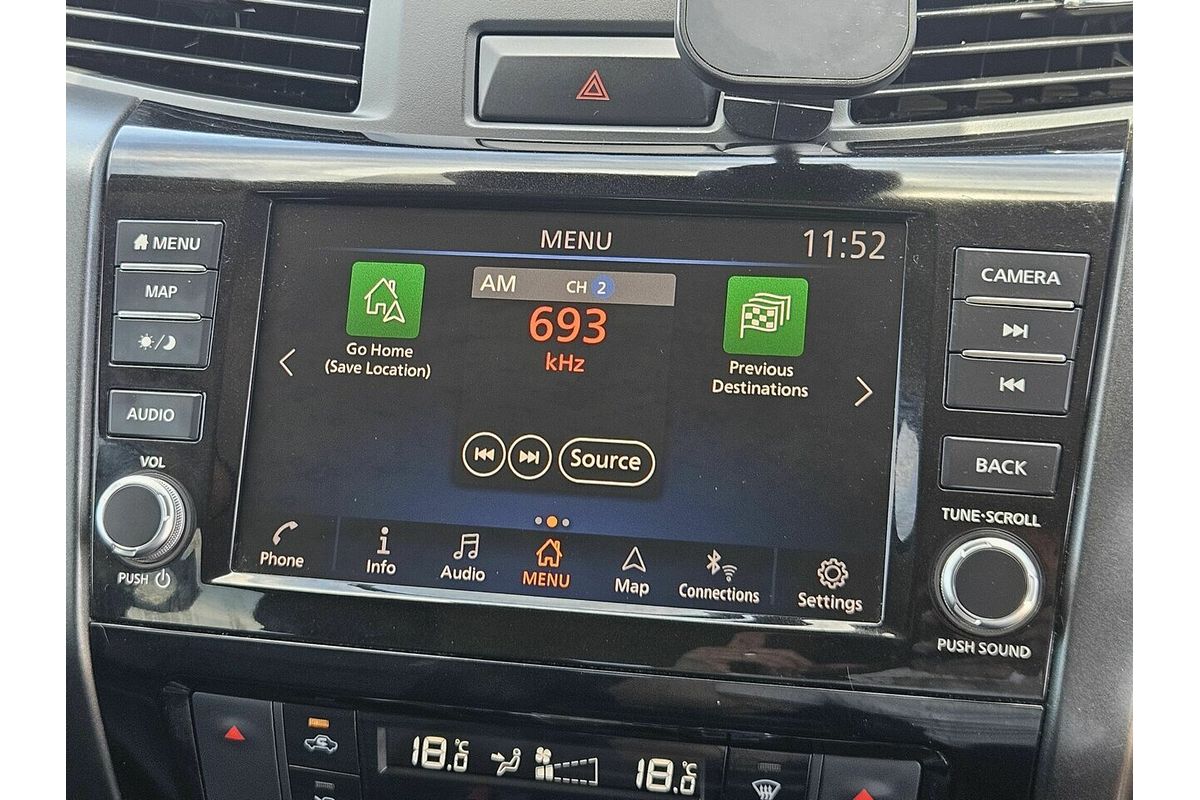 MENU
MAP
AUDIO
VOL
PUSH
MENU
11:52
Go Home
(Save Location)
AM CH 2
693
kHz
Source
Previous
Destinations
Phone
Info
Audio
MENU
Map
Connections
Settings
CAMERA
BACK
TUNE·SCROLL
PUSH SOUND
18.0°C
18.0°C